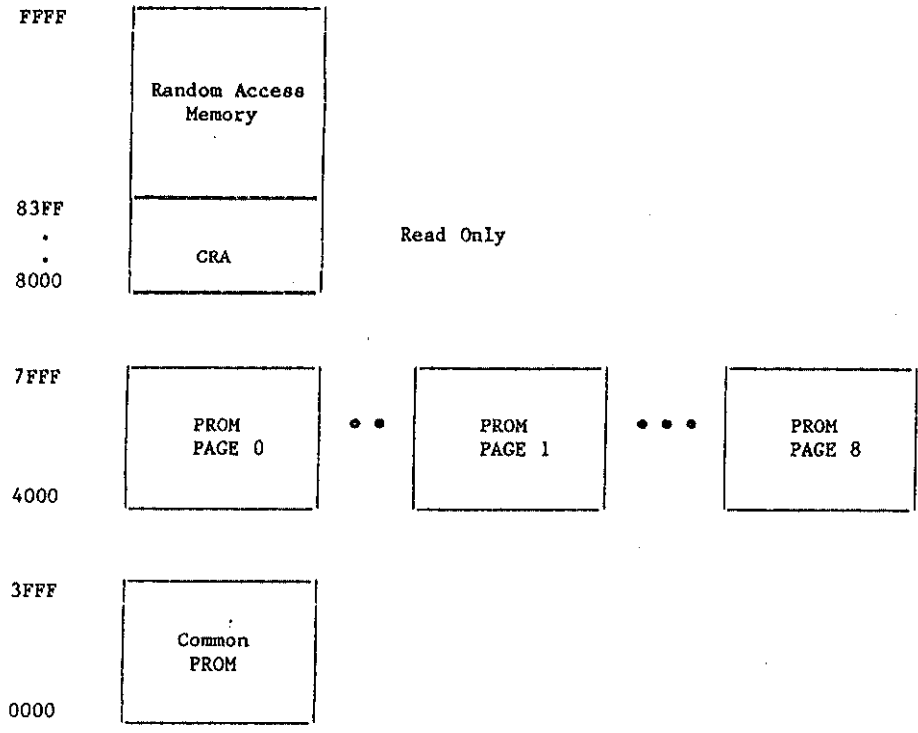 FFFF
Random Access
Memory
83FF
CRA
Read Only
8000
7FFF
PROM
PAGE 0
PROM
PAGE 1
PROM
PAGE 8
4000
3FFF
Common
PROM
0000